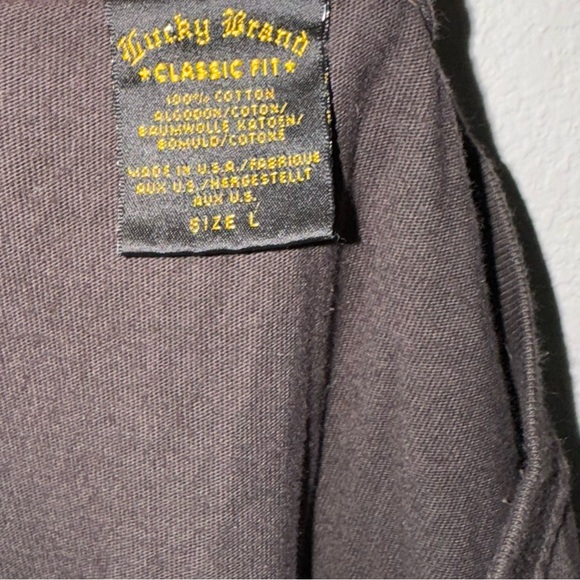 Lucky Brand
★CLASSIC FIT★
100% COTTON
ALGODON/COTON/
BAUMWOLLE KATOEN/
BOMULD/COTONE
MADE IN U.S.A./FABRIQUE
AUX U.S./HERGESTELLT
AUX U.S.
SIZE L